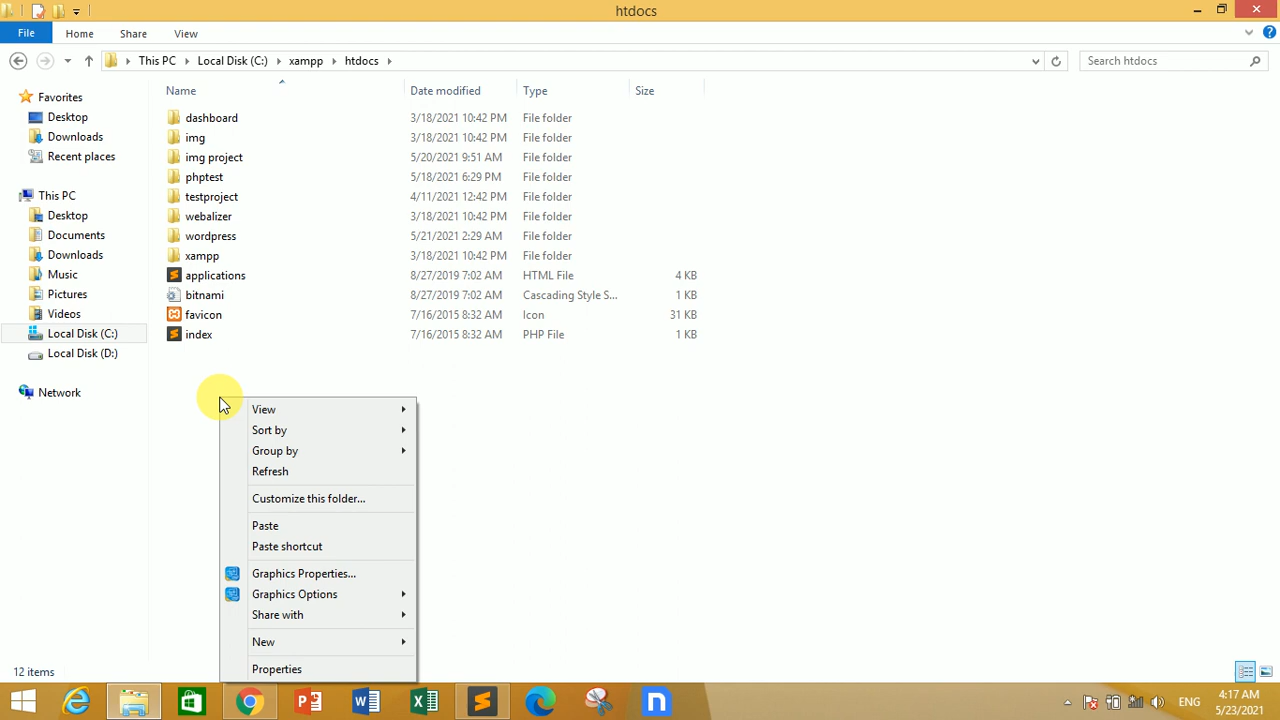 htdocs
File Home Share View
This PC Local Disk (C:) xampp htdocs Search htdocs
Name Date modified Type Size
Favorites
Desktop
Downloads
Recent places
This PC
Desktop
Documents
Downloads
Music
Pictures
Videos
Local Disk (C:)
Local Disk (D:)
Network
dashboard 3/18/2021 10:42 PM File folder
img 3/18/2021 10:42 PM File folder
img project 5/20/2021 9:51 AM File folder
phptest 5/18/2021 6:29 PM File folder
testproject 4/11/2021 12:42 PM File folder
webalizer 3/18/2021 10:42 PM File folder
wordpress 5/21/2021 2:29 AM File folder
xampp 3/18/2021 10:42 PM File folder
applications 8/27/2019 7:02 AM HTML File 4 KB
bitnami 8/27/2019 7:02 AM Cascading Style S... 1 KB
favicon 7/16/2015 8:32 AM Icon 31 KB
index 7/16/2015 8:32 AM PHP File 1 KB
View
Sort by
Group by
Refresh
Customize this folder...
Paste
Paste shortcut
Graphics Properties...
Graphics Options
Share with
New
Properties
12 items
ENG
4:17 AM
5/23/2021